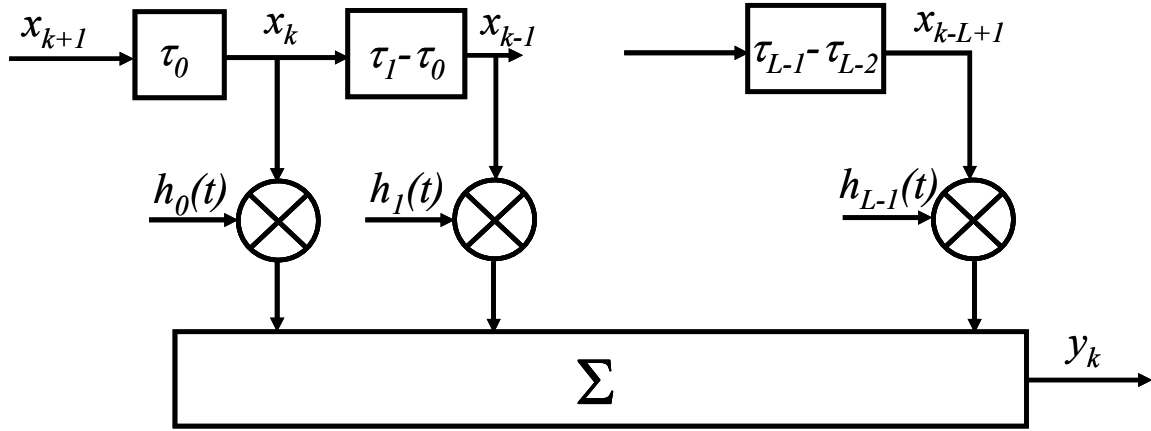 x_{k+1} τ_0 x_k τ_1-τ_0 x_{k-1} τ_{L-1}-τ_{L-2} x_{k-L+1}
h_0(t) h_1(t) h_{L-1}(t)
Σ y_k